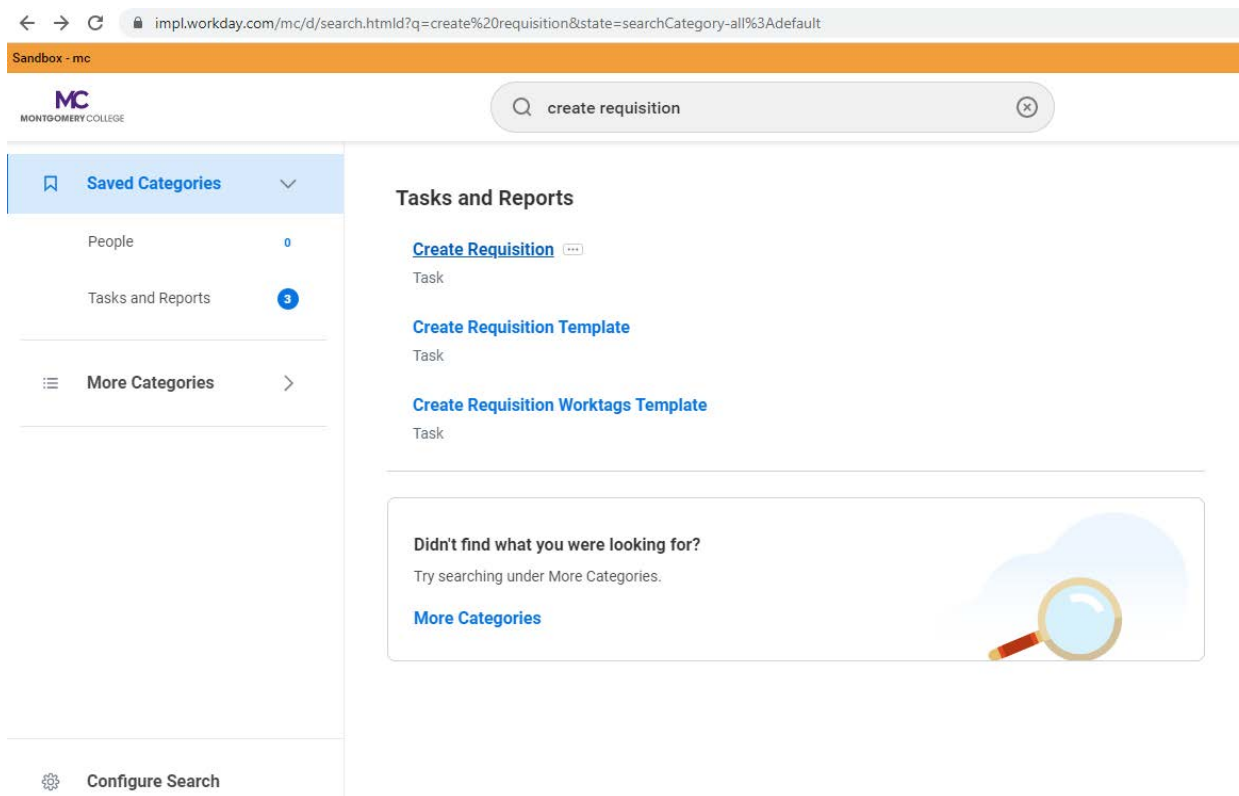 impl.workday.com/mc/d/search.htmld?q=create%20requisition&state=searchCategory-all%3Adefault
Sandbox - mc
MC
MONTGOMERY COLLEGE
create requisition
Saved Categories
People 0
Tasks and Reports 3
More Categories
Configure Search
Tasks and Reports
Create Requisition
Task
Create Requisition Template
Task
Create Requisition Worktags Template
Task
Didn't find what you were looking for?
Try searching under More Categories.
More Categories